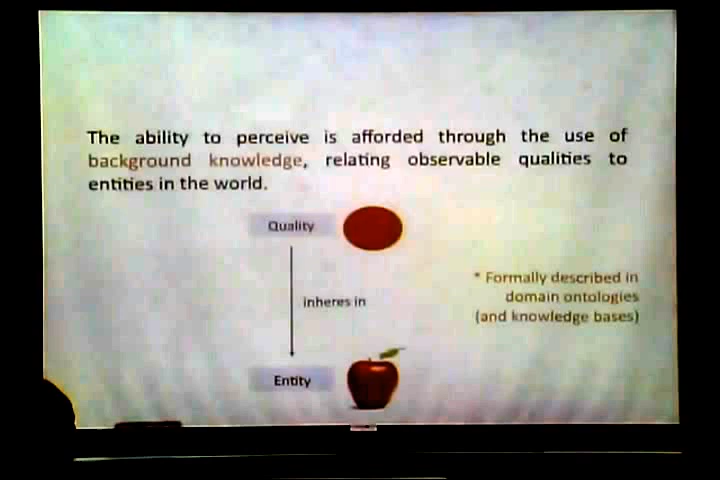 The ability to perceive is afforded through the use of
background knowledge, relating observable qualities to
entities in the world.
Quality
inheres in
* Formally described in
domain ontologies
(and knowledge bases)
Entity